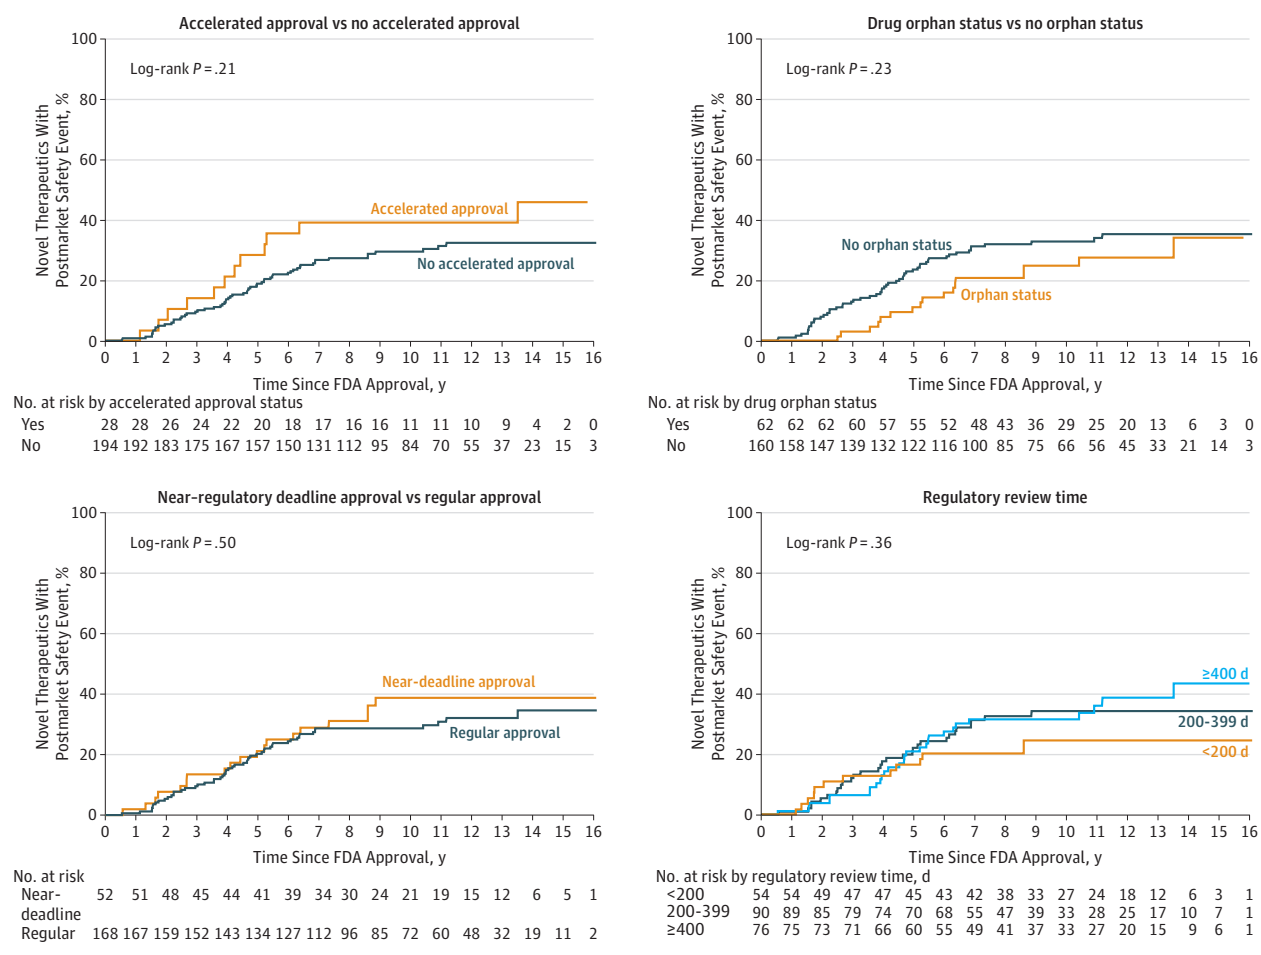 Accelerated approval vs no accelerated approval
100
80
60
40
20
0
Novel Therapeutics With
Postmarket Safety Event, %
Log-rank P = .21
Accelerated approval
No accelerated approval
0 1 2 3 4 5 6 7 8 9 10 11 12 13 14 15 16
Time Since FDA Approval, y
No. at risk by accelerated approval status
Yes 28 28 26 24 22 20 18 17 16 16 11 11 10 9 4 2 0
No 194 192 183 175 167 157 150 131 112 95 84 70 55 37 23 15 3
Drug orphan status vs no orphan status
100
80
60
40
20
0
Novel Therapeutics With
Postmarket Safety Event, %
Log-rank P = .23
No orphan status
Orphan status
0 1 2 3 4 5 6 7 8 9 10 11 12 13 14 15 16
Time Since FDA Approval, y
No. at risk by drug orphan status
Yes 62 62 62 60 57 55 52 48 43 36 29 25 20 13 6 3 0
No 160 158 147 139 132 122 116 100 85 75 66 56 45 33 21 14 3
Near-regulatory deadline approval vs regular approval
100
80
60
40
20
0
Novel Therapeutics With
Postmarket Safety Event, %
Log-rank P = .50
Near-deadline approval
Regular approval
0 1 2 3 4 5 6 7 8 9 10 11 12 13 14 15 16
Time Since FDA Approval, y
No. at risk
Near- 52 51 48 45 44 41 39 34 30 24 21 19 15 12 6 5 1
deadline
Regular 168 167 159 152 143 134 127 112 96 85 72 60 48 32 19 11 2
Regulatory review time
100
80
60
40
20
0
Novel Therapeutics With
Postmarket Safety Event, %
Log-rank P = .36
≥400 d
200-399 d
<200 d
0 1 2 3 4 5 6 7 8 9 10 11 12 13 14 15 16
Time Since FDA Approval, y
No. at risk by regulatory review time, d
<200 54 54 49 47 47 45 43 42 38 33 27 24 18 12 6 3 1
200-399 90 89 85 79 74 70 68 55 47 39 33 28 25 17 10 7 1
≥400 76 75 73 71 66 60 55 49 41 37 33 27 20 15 9 6 1